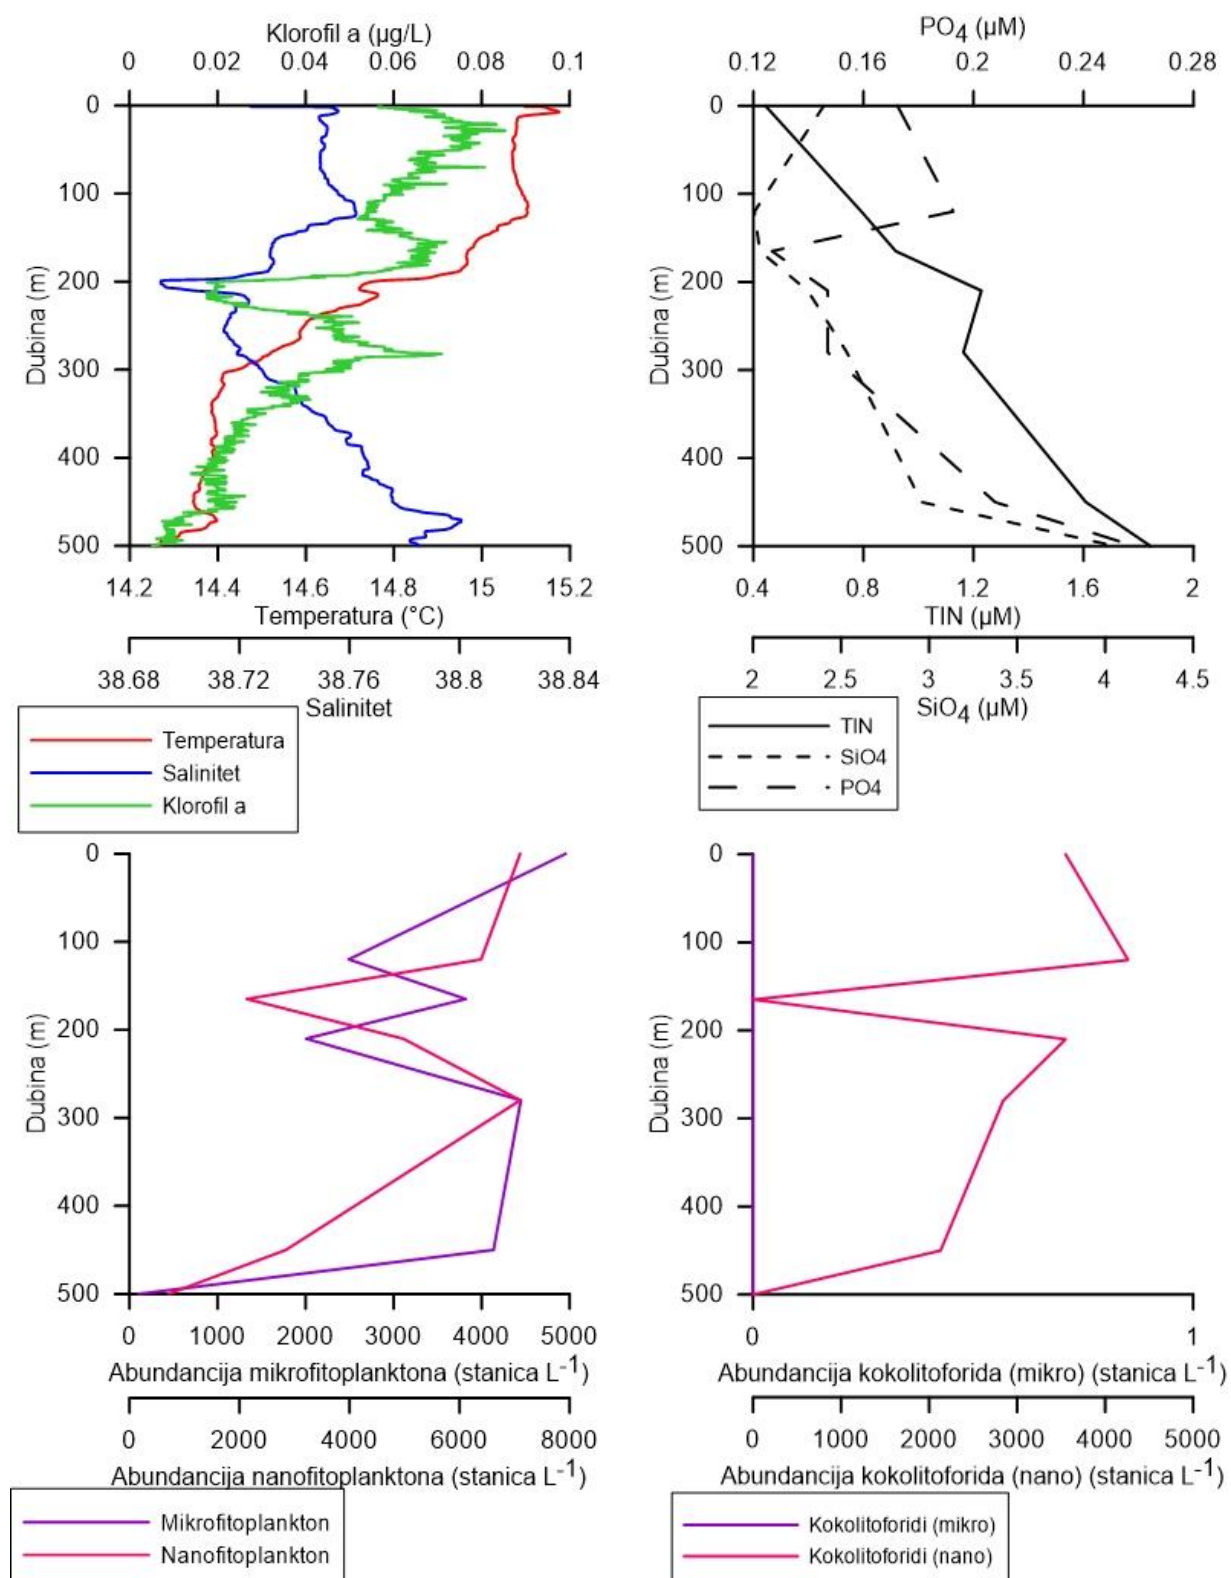 Klorofil a (µg/L)
0 0.02 0.04 0.06 0.08 0.1
0
100
200
300
400
500
Dubina (m)
14.2 14.4 14.6 14.8 15 15.2
Temperatura (°C)
38.68 38.72 38.76 38.8 38.84
Salinitet
Temperatura
Salinitet
Klorofil a
PO4 (µM)
0.12 0.16 0.2 0.24 0.28
0
100
200
300
400
500
Dubina (m)
0.4 0.8 1.2 1.6 2
TIN (µM)
2 2.5 3 3.5 4 4.5
SiO4 (µM)
TIN
SiO4
PO4
0
100
200
300
400
500
Dubina (m)
0 1000 2000 3000 4000 5000
Abundancija mikrofitoplanktona (stanica L-1)
0 2000 4000 6000 8000
Abundancija nanofitoplanktona (stanica L-1)
Mikrofitoplankton
Nanofitoplankton
0
100
200
300
400
500
Dubina (m)
0 1
Abundancija kokolitoforida (mikro) (stanica L-1)
0 1000 2000 3000 4000 5000
Abundancija kokolitoforida (nano) (stanica L-1)
Kokolitoforidi (mikro)
Kokolitoforidi (nano)